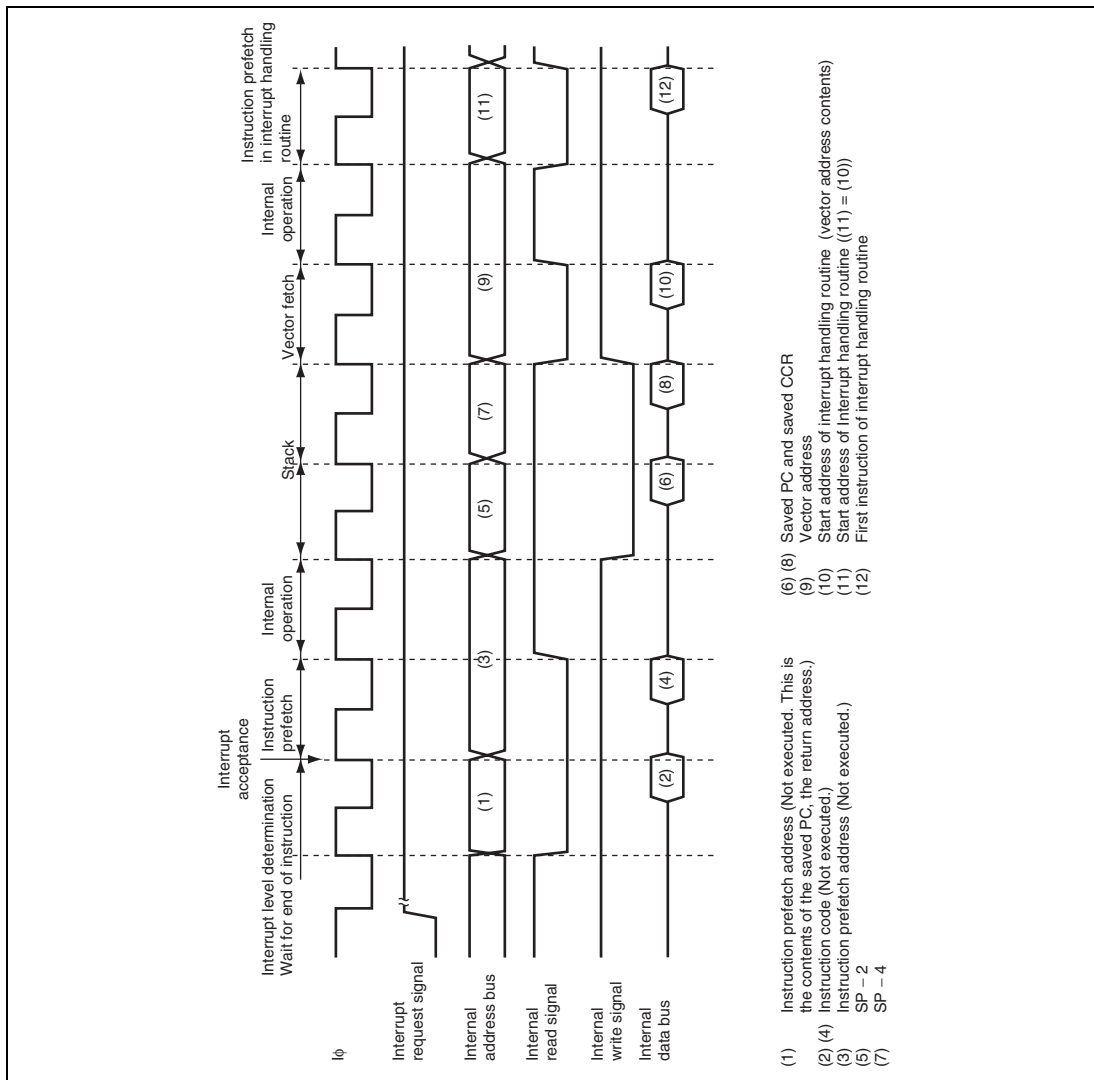 Interrupt level determination
Wait for end of instruction
Interrupt
acceptance
Instruction
prefetch
Internal
operation
Stack
Vector fetch
Internal
operation
Instruction prefetch
in interrupt handling
routine
Iφ
Interrupt
request signal
Internal
address bus
(1)
(3)
(5)
(7)
(9)
(11)
Internal
read signal
Internal
write signal
Internal
data bus
(2)
(4)
(6)
(8)
(10)
(12)
(1) Instruction prefetch address (Not executed. This is
the contents of the saved PC, the return address.)
(2) (4) Instruction code (Not executed.)
(3) Instruction prefetch address (Not executed.)
(5) SP – 2
(7) SP – 4
(6) (8) Saved PC and saved CCR
(9) Vector address
(10) Start address of interrupt handling routine (vector address contents)
(11) Start address of Interrupt handling routine ((11) = (10))
(12) First instruction of interrupt handling routine